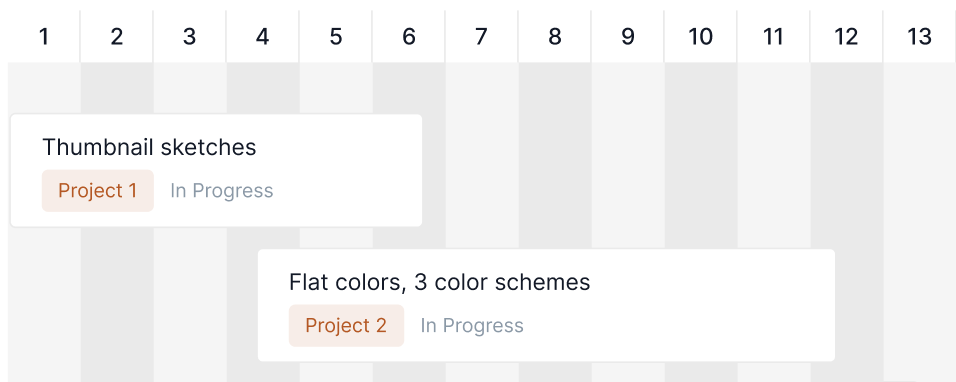 1 2 3 4 5 6 7 8 9 10 11 12 13
Thumbnail sketches
Project 1 In Progress
Flat colors, 3 color schemes
Project 2 In Progress